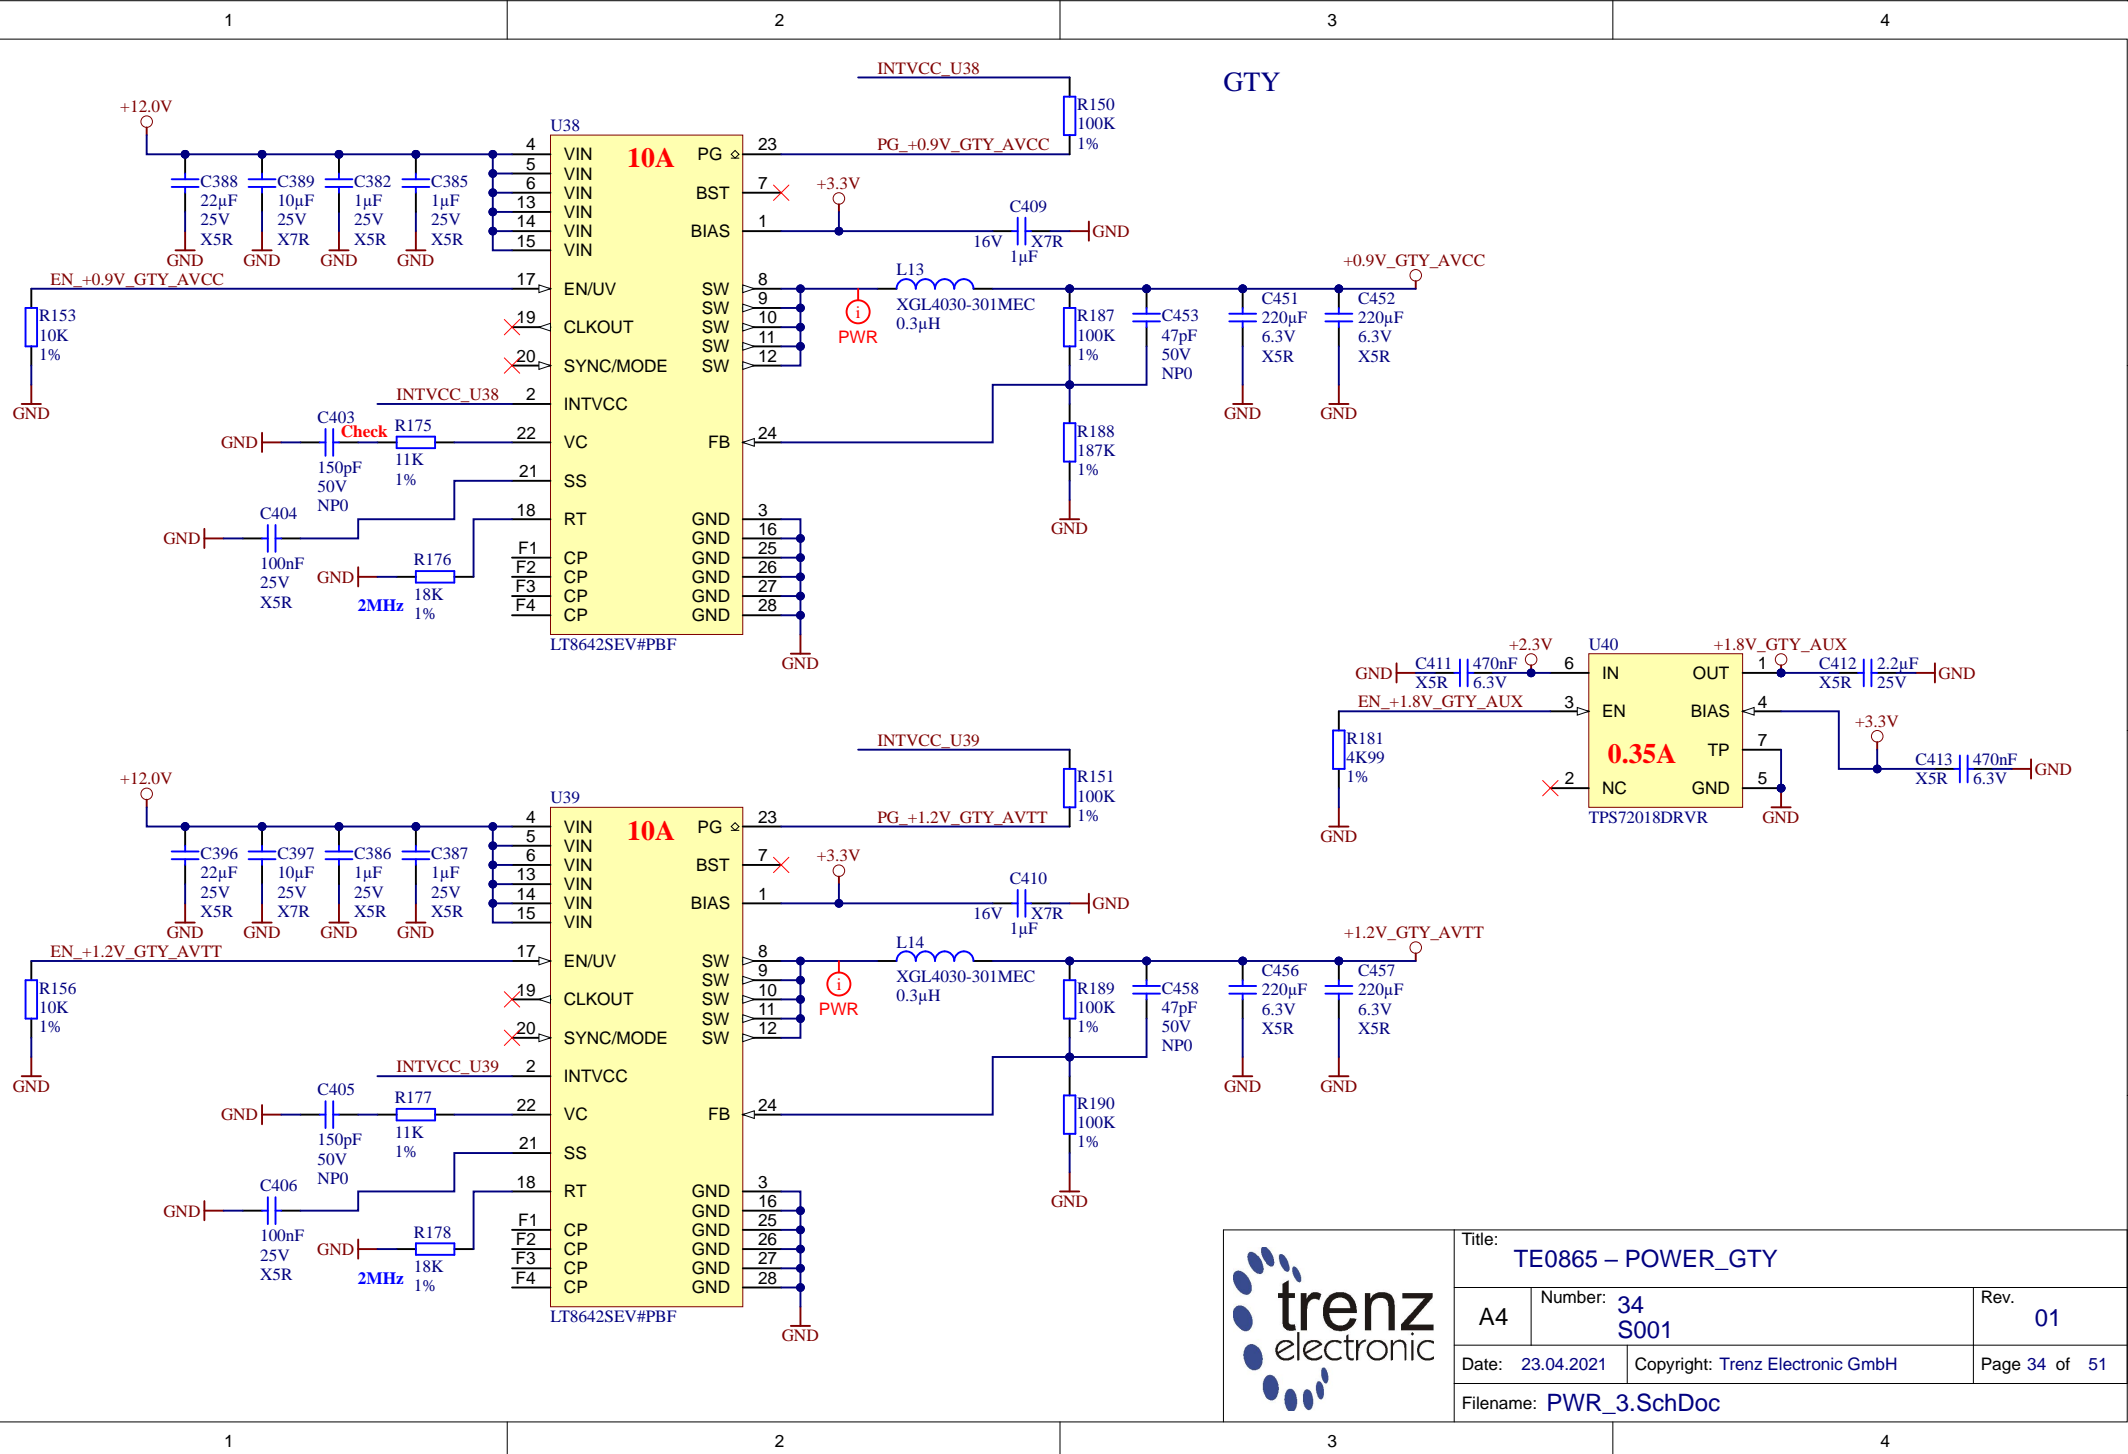 1
2
3
4
GTY
INTVCC_U38
R150
100K
1%
PG_+0.9V_GTY_AVCC
+12.0V
C388
22µF
25V
X5R
GND
C389
10µF
25V
X7R
GND
C382
1µF
25V
X5R
GND
C385
1µF
25V
X5R
GND
EN_+0.9V_GTY_AVCC
R153
10K
1%
GND
U38
10A
4 VIN
5 VIN
6 VIN
13 VIN
14 VIN
15 VIN
17 EN/UV
19 CLKOUT
20 SYNC/MODE
INTVCC_U38
2 INTVCC
22 VC
21 SS
18 RT
F1 CP
F2 CP
F3 CP
F4 CP
PG 23
BST 7
BIAS 1
SW 8
SW 9
SW 10
SW 11
SW 12
FB 24
GND 3
GND 16
GND 25
GND 26
GND 27
GND 28
GND
LT8642SEV#PBF
GND
C403
Check
150pF
50V
NP0
R175
11K
1%
GND
C404
100nF
25V
X5R
GND
R176
18K
1%
2MHz
+3.3V
C409
16V X7R
1µF
GND
PWR
L13
XGL4030-301MEC
0.3µH
R187
100K
1%
C453
47pF
50V
NP0
C451
220µF
6.3V
X5R
GND
C452
220µF
6.3V
X5R
GND
+0.9V_GTY_AVCC
R188
187K
1%
GND
+2.3V
GND
C411 470nF
X5R 6.3V
EN_+1.8V_GTY_AUX
R181
4K99
1%
GND
U40
0.35A
6 IN
3 EN
2 NC
OUT 1
BIAS 4
TP 7
GND 5
TPS72018DRVR
GND
+1.8V_GTY_AUX
C412 2.2µF
X5R 25V
GND
+3.3V
C413 470nF
X5R 6.3V
GND
INTVCC_U39
R151
100K
1%
PG_+1.2V_GTY_AVTT
+12.0V
C396
22µF
25V
X5R
GND
C397
10µF
25V
X7R
GND
C386
1µF
25V
X5R
GND
C387
1µF
25V
X5R
GND
EN_+1.2V_GTY_AVTT
R156
10K
1%
GND
U39
10A
4 VIN
5 VIN
6 VIN
13 VIN
14 VIN
15 VIN
17 EN/UV
19 CLKOUT
20 SYNC/MODE
INTVCC_U39
2 INTVCC
22 VC
21 SS
18 RT
F1 CP
F2 CP
F3 CP
F4 CP
PG 23
BST 7
BIAS 1
SW 8
SW 9
SW 10
SW 11
SW 12
FB 24
GND 3
GND 16
GND 25
GND 26
GND 27
GND 28
GND
LT8642SEV#PBF
GND
C405
150pF
50V
NP0
R177
11K
1%
GND
C406
100nF
25V
X5R
GND
R178
18K
1%
2MHz
+3.3V
C410
16V X7R
1µF
GND
PWR
L14
XGL4030-301MEC
0.3µH
R189
100K
1%
C458
47pF
50V
NP0
C456
220µF
6.3V
X5R
GND
C457
220µF
6.3V
X5R
GND
+1.2V_GTY_AVTT
R190
100K
1%
GND
trenz
electronic
Title:
TE0865 – POWER_GTY
A4
Number: 34
S001
Rev.
01
Date: 23.04.2021
Copyright: Trenz Electronic GmbH
Page 34 of 51
Filename: PWR_3.SchDoc
1
2
3
4